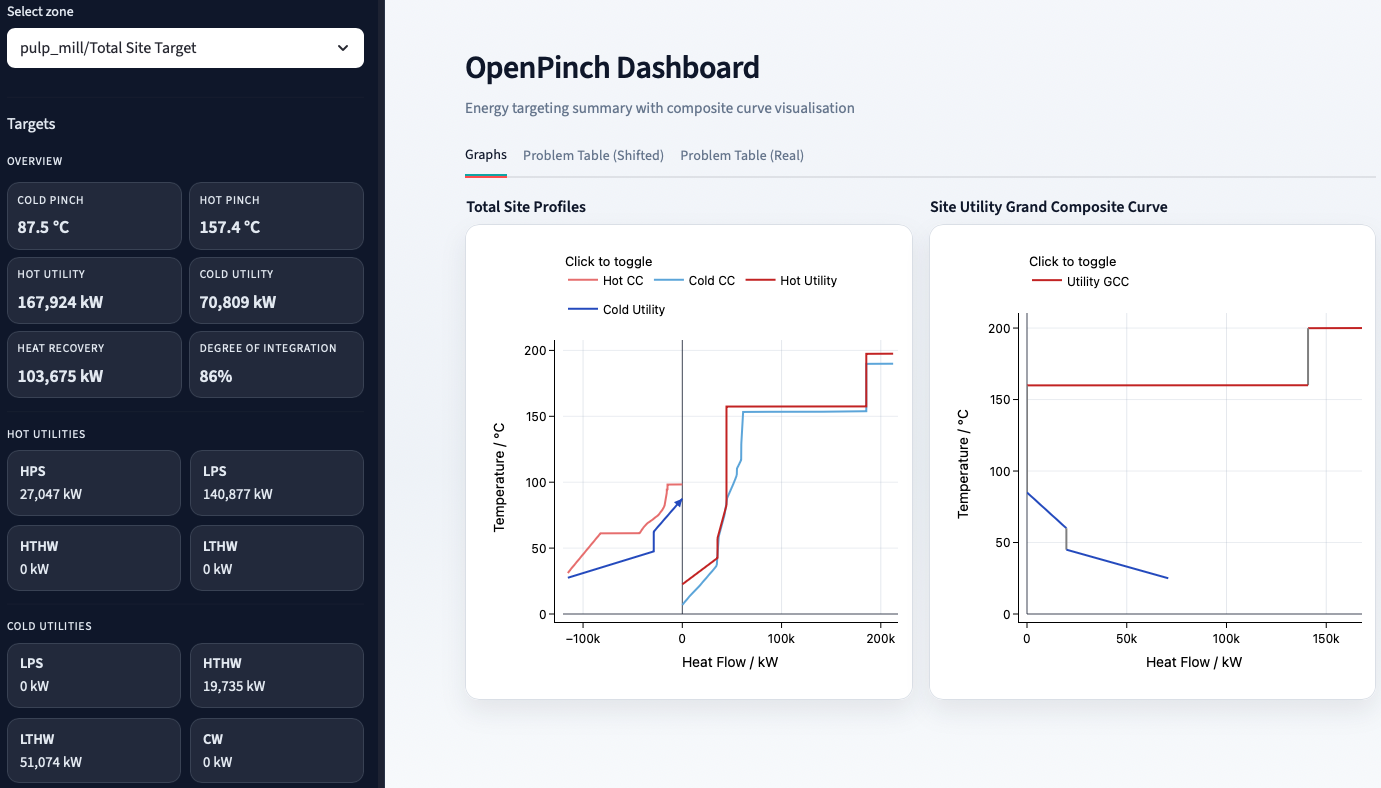 Select zone
pulp_mill/Total Site Target
Targets
OVERVIEW
COLD PINCH
87.5 °C
HOT PINCH
157.4 °C
HOT UTILITY
167,924 kW
COLD UTILITY
70,809 kW
HEAT RECOVERY
103,675 kW
DEGREE OF INTEGRATION
86%
HOT UTILITIES
HPS
27,047 kW
LPS
140,877 kW
HTHW
0 kW
LTHW
0 kW
COLD UTILITIES
LPS
0 kW
HTHW
19,735 kW
LTHW
51,074 kW
CW
0 kW
OpenPinch Dashboard
Energy targeting summary with composite curve visualisation
Graphs Problem Table (Shifted) Problem Table (Real)
Total Site Profiles
Click to toggle
Hot CC Cold CC Hot Utility
Cold Utility
200
150
100
50
0
Temperature / °C
−100k 0 100k 200k
Heat Flow / kW
Site Utility Grand Composite Curve
Click to toggle
Utility GCC
200
150
100
50
0
Temperature / °C
0 50k 100k 150k
Heat Flow / kW